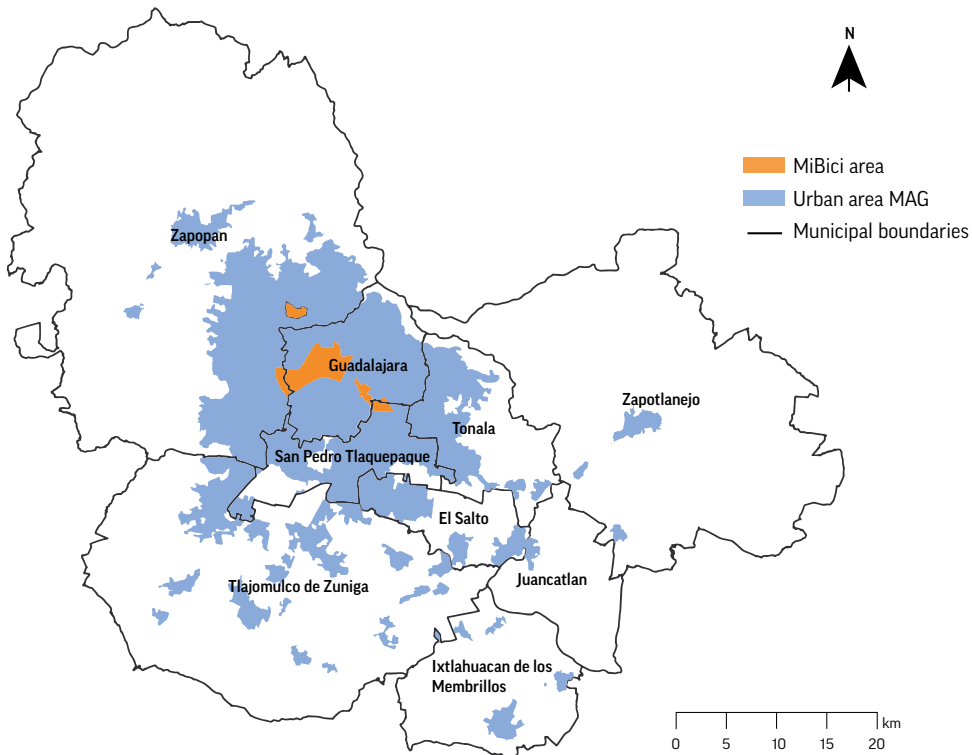 N
MiBici area
Urban area MAG
Municipal boundaries
Zapopan
Guadalajara
Zapotlanejo
Tonala
San Pedro Tlaquepaque
El Salto
Juancatlan
Tlajomulco de Zuniga
Ixtlahuacan de los
Membrillos
km
0 5 10 15 20